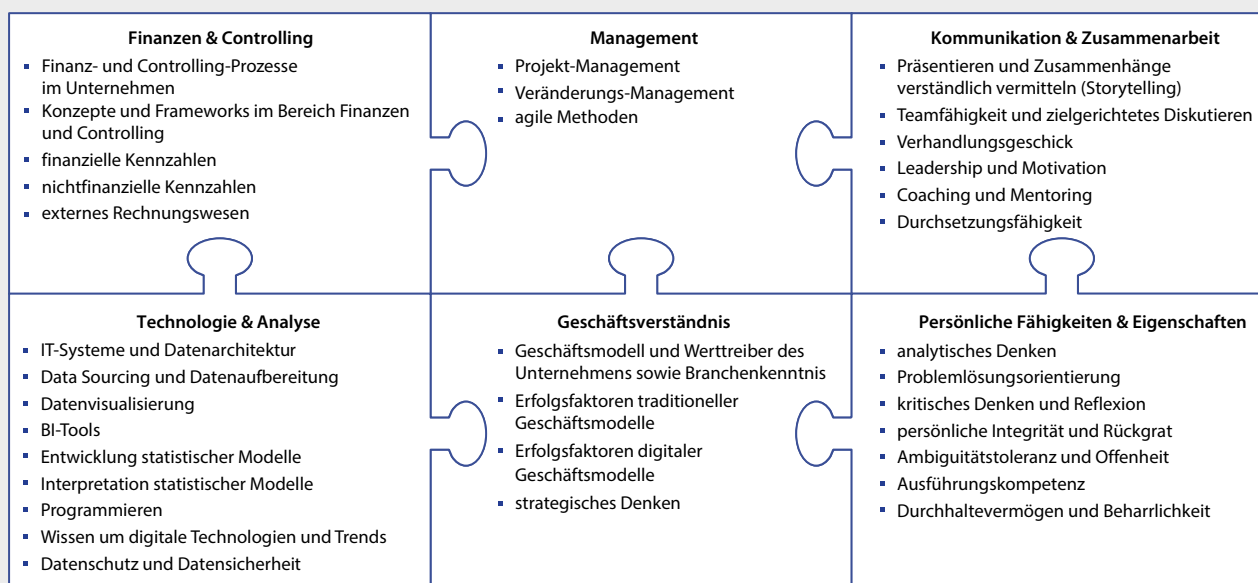 Finanzen & Controlling
▪ Finanz- und Controlling-Prozesse
im Unternehmen
▪ Konzepte und Frameworks im Bereich Finanzen
und Controlling
▪ finanzielle Kennzahlen
▪ nichtfinanzielle Kennzahlen
▪ externes Rechnungswesen
Management
▪ Projekt-Management
▪ Veränderungs-Management
▪ agile Methoden
Kommunikation & Zusammenarbeit
▪ Präsentieren und Zusammenhänge
verständlich vermitteln (Storytelling)
▪ Teamfähigkeit und zielgerichtetes Diskutieren
▪ Verhandlungsgeschick
▪ Leadership und Motivation
▪ Coaching und Mentoring
▪ Durchsetzungsfähigkeit
Technologie & Analyse
▪ IT-Systeme und Datenarchitektur
▪ Data Sourcing und Datenaufbereitung
▪ Datenvisualisierung
▪ BI-Tools
▪ Entwicklung statistischer Modelle
▪ Interpretation statistischer Modelle
▪ Programmieren
▪ Wissen um digitale Technologien und Trends
▪ Datenschutz und Datensicherheit
Geschäftsverständnis
▪ Geschäftsmodell und Werttreiber des
Unternehmens sowie Branchenkenntnis
▪ Erfolgsfaktoren traditioneller
Geschäftsmodelle
▪ Erfolgsfaktoren digitaler
Geschäftsmodelle
▪ strategisches Denken
Persönliche Fähigkeiten & Eigenschaften
▪ analytisches Denken
▪ Problemlösungsorientierung
▪ kritisches Denken und Reflexion
▪ persönliche Integrität und Rückgrat
▪ Ambiguitätstoleranz und Offenheit
▪ Ausführungskompetenz
▪ Durchhaltevermögen und Beharrlichkeit